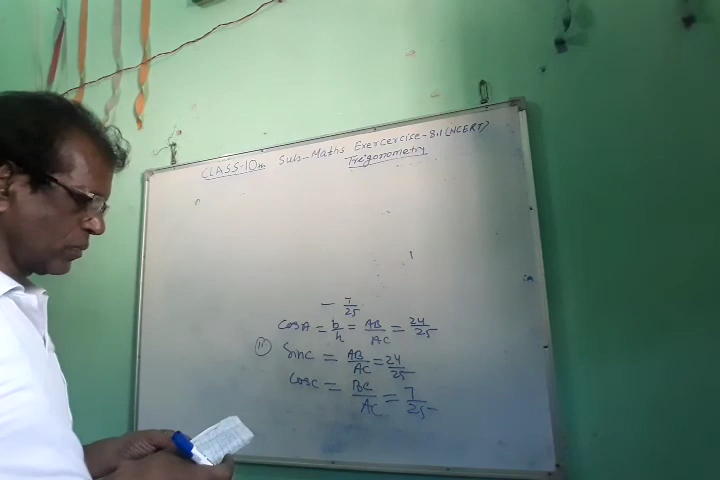 CLASS-10m Sub-Maths Exercercise-8.1(NCERT)
Trigonometry
= 7/25
cosA = b/h = AB/AC = 24/25
(ii) sinc = AB/AC = 24/25
cosc = BC/AC = 7/25